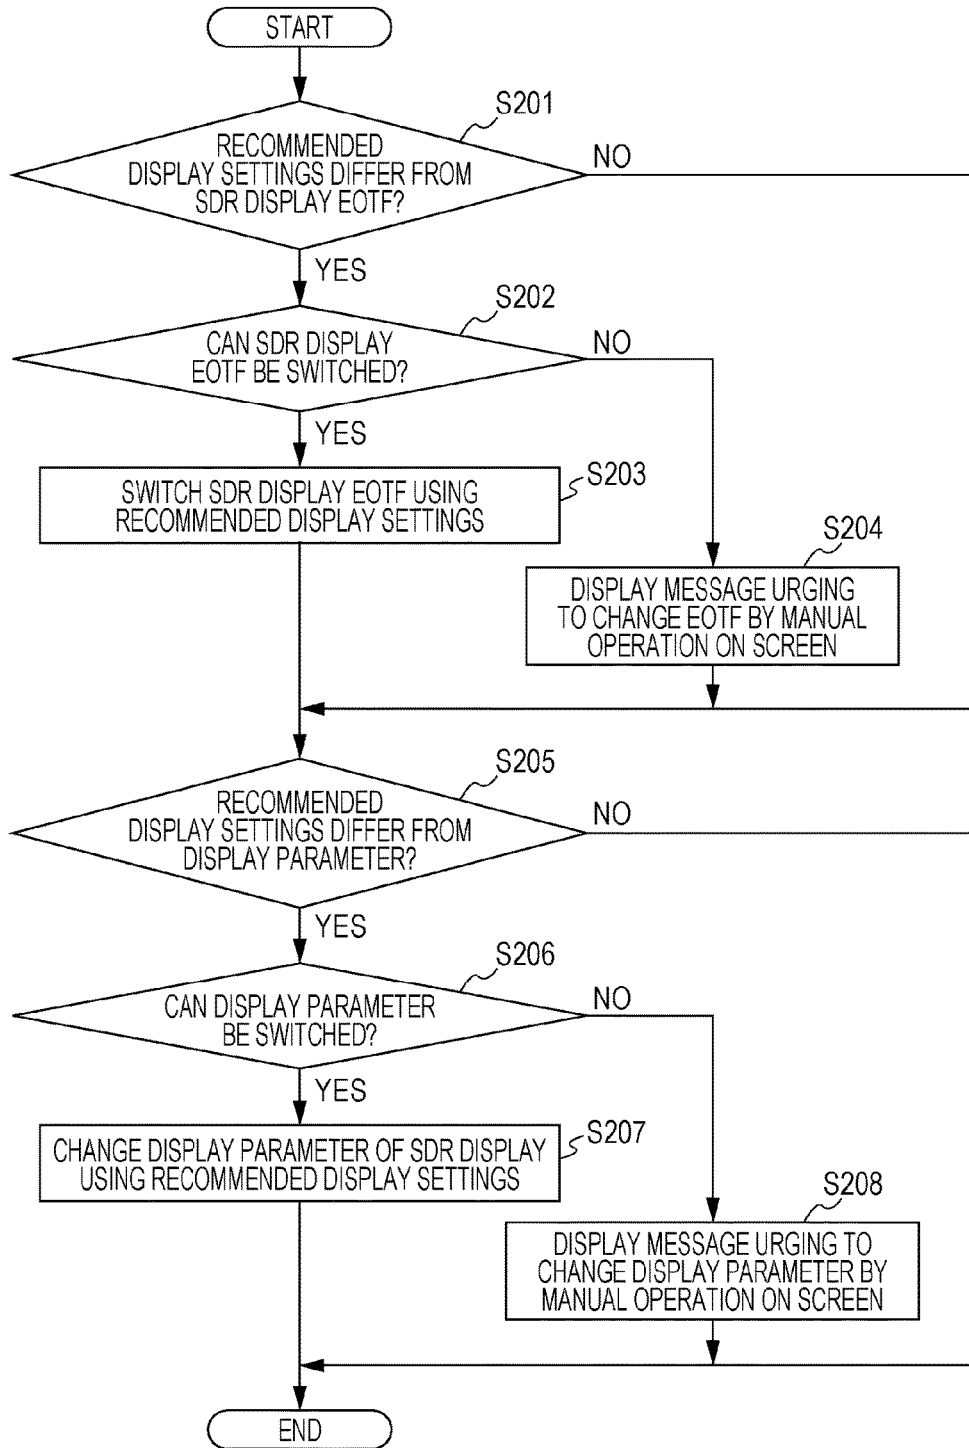 START
S201
RECOMMENDED
DISPLAY SETTINGS DIFFER FROM
SDR DISPLAY EOTF?
NO
YES
S202
CAN SDR DISPLAY
EOTF BE SWITCHED?
NO
YES
S203
SWITCH SDR DISPLAY EOTF USING
RECOMMENDED DISPLAY SETTINGS
S204
DISPLAY MESSAGE URGING
TO CHANGE EOTF BY MANUAL
OPERATION ON SCREEN
S205
RECOMMENDED
DISPLAY SETTINGS DIFFER FROM
DISPLAY PARAMETER?
NO
YES
S206
CAN DISPLAY PARAMETER
BE SWITCHED?
NO
YES
S207
CHANGE DISPLAY PARAMETER OF SDR DISPLAY
USING RECOMMENDED DISPLAY SETTINGS
S208
DISPLAY MESSAGE URGING TO
CHANGE DISPLAY PARAMETER BY
MANUAL OPERATION ON SCREEN
END